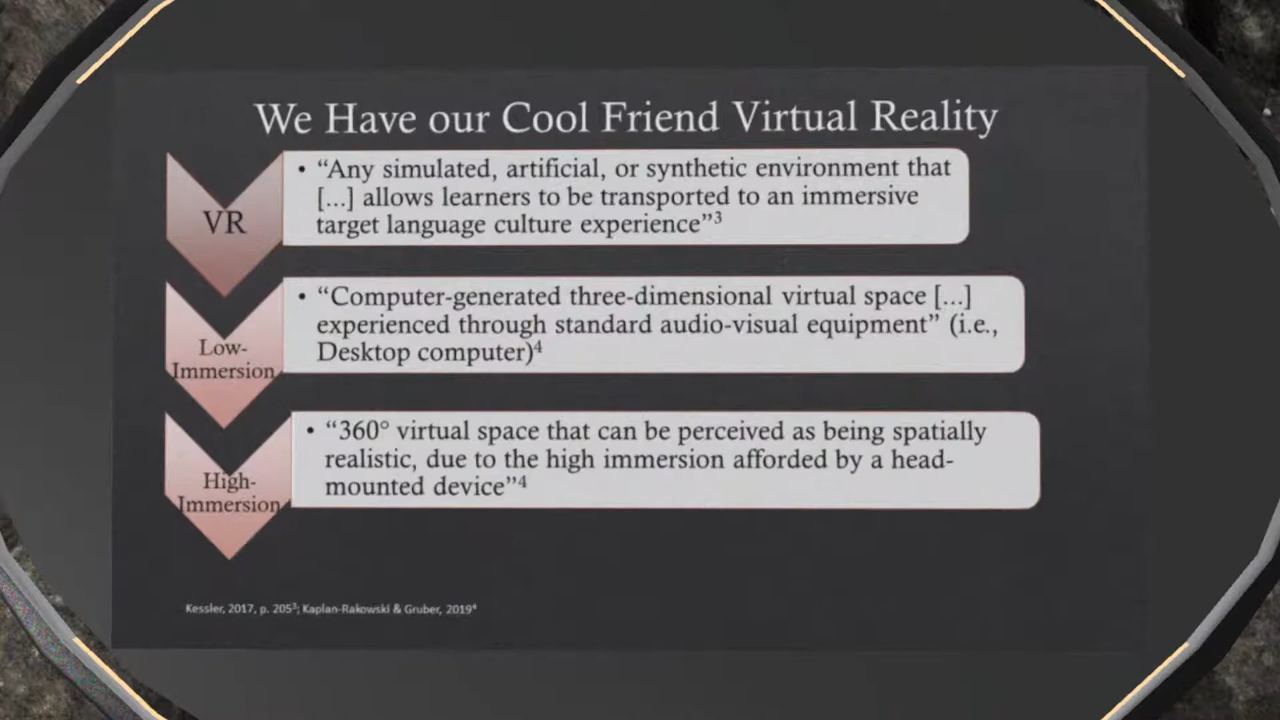 We Have our Cool Friend Virtual Reality
VR
• “Any simulated, artificial, or synthetic environment that
[...] allows learners to be transported to an immersive
target language culture experience”³
Low-
Immersion
• “Computer-generated three-dimensional virtual space [...]
experienced through standard audio-visual equipment” (i.e.,
Desktop computer)⁴
High-
Immersion
• “360° virtual space that can be perceived as being spatially
realistic, due to the high immersion afforded by a head-
mounted device”⁴
Kessler, 2017, p. 205³; Kaplan-Rakowski & Gruber, 2019⁴